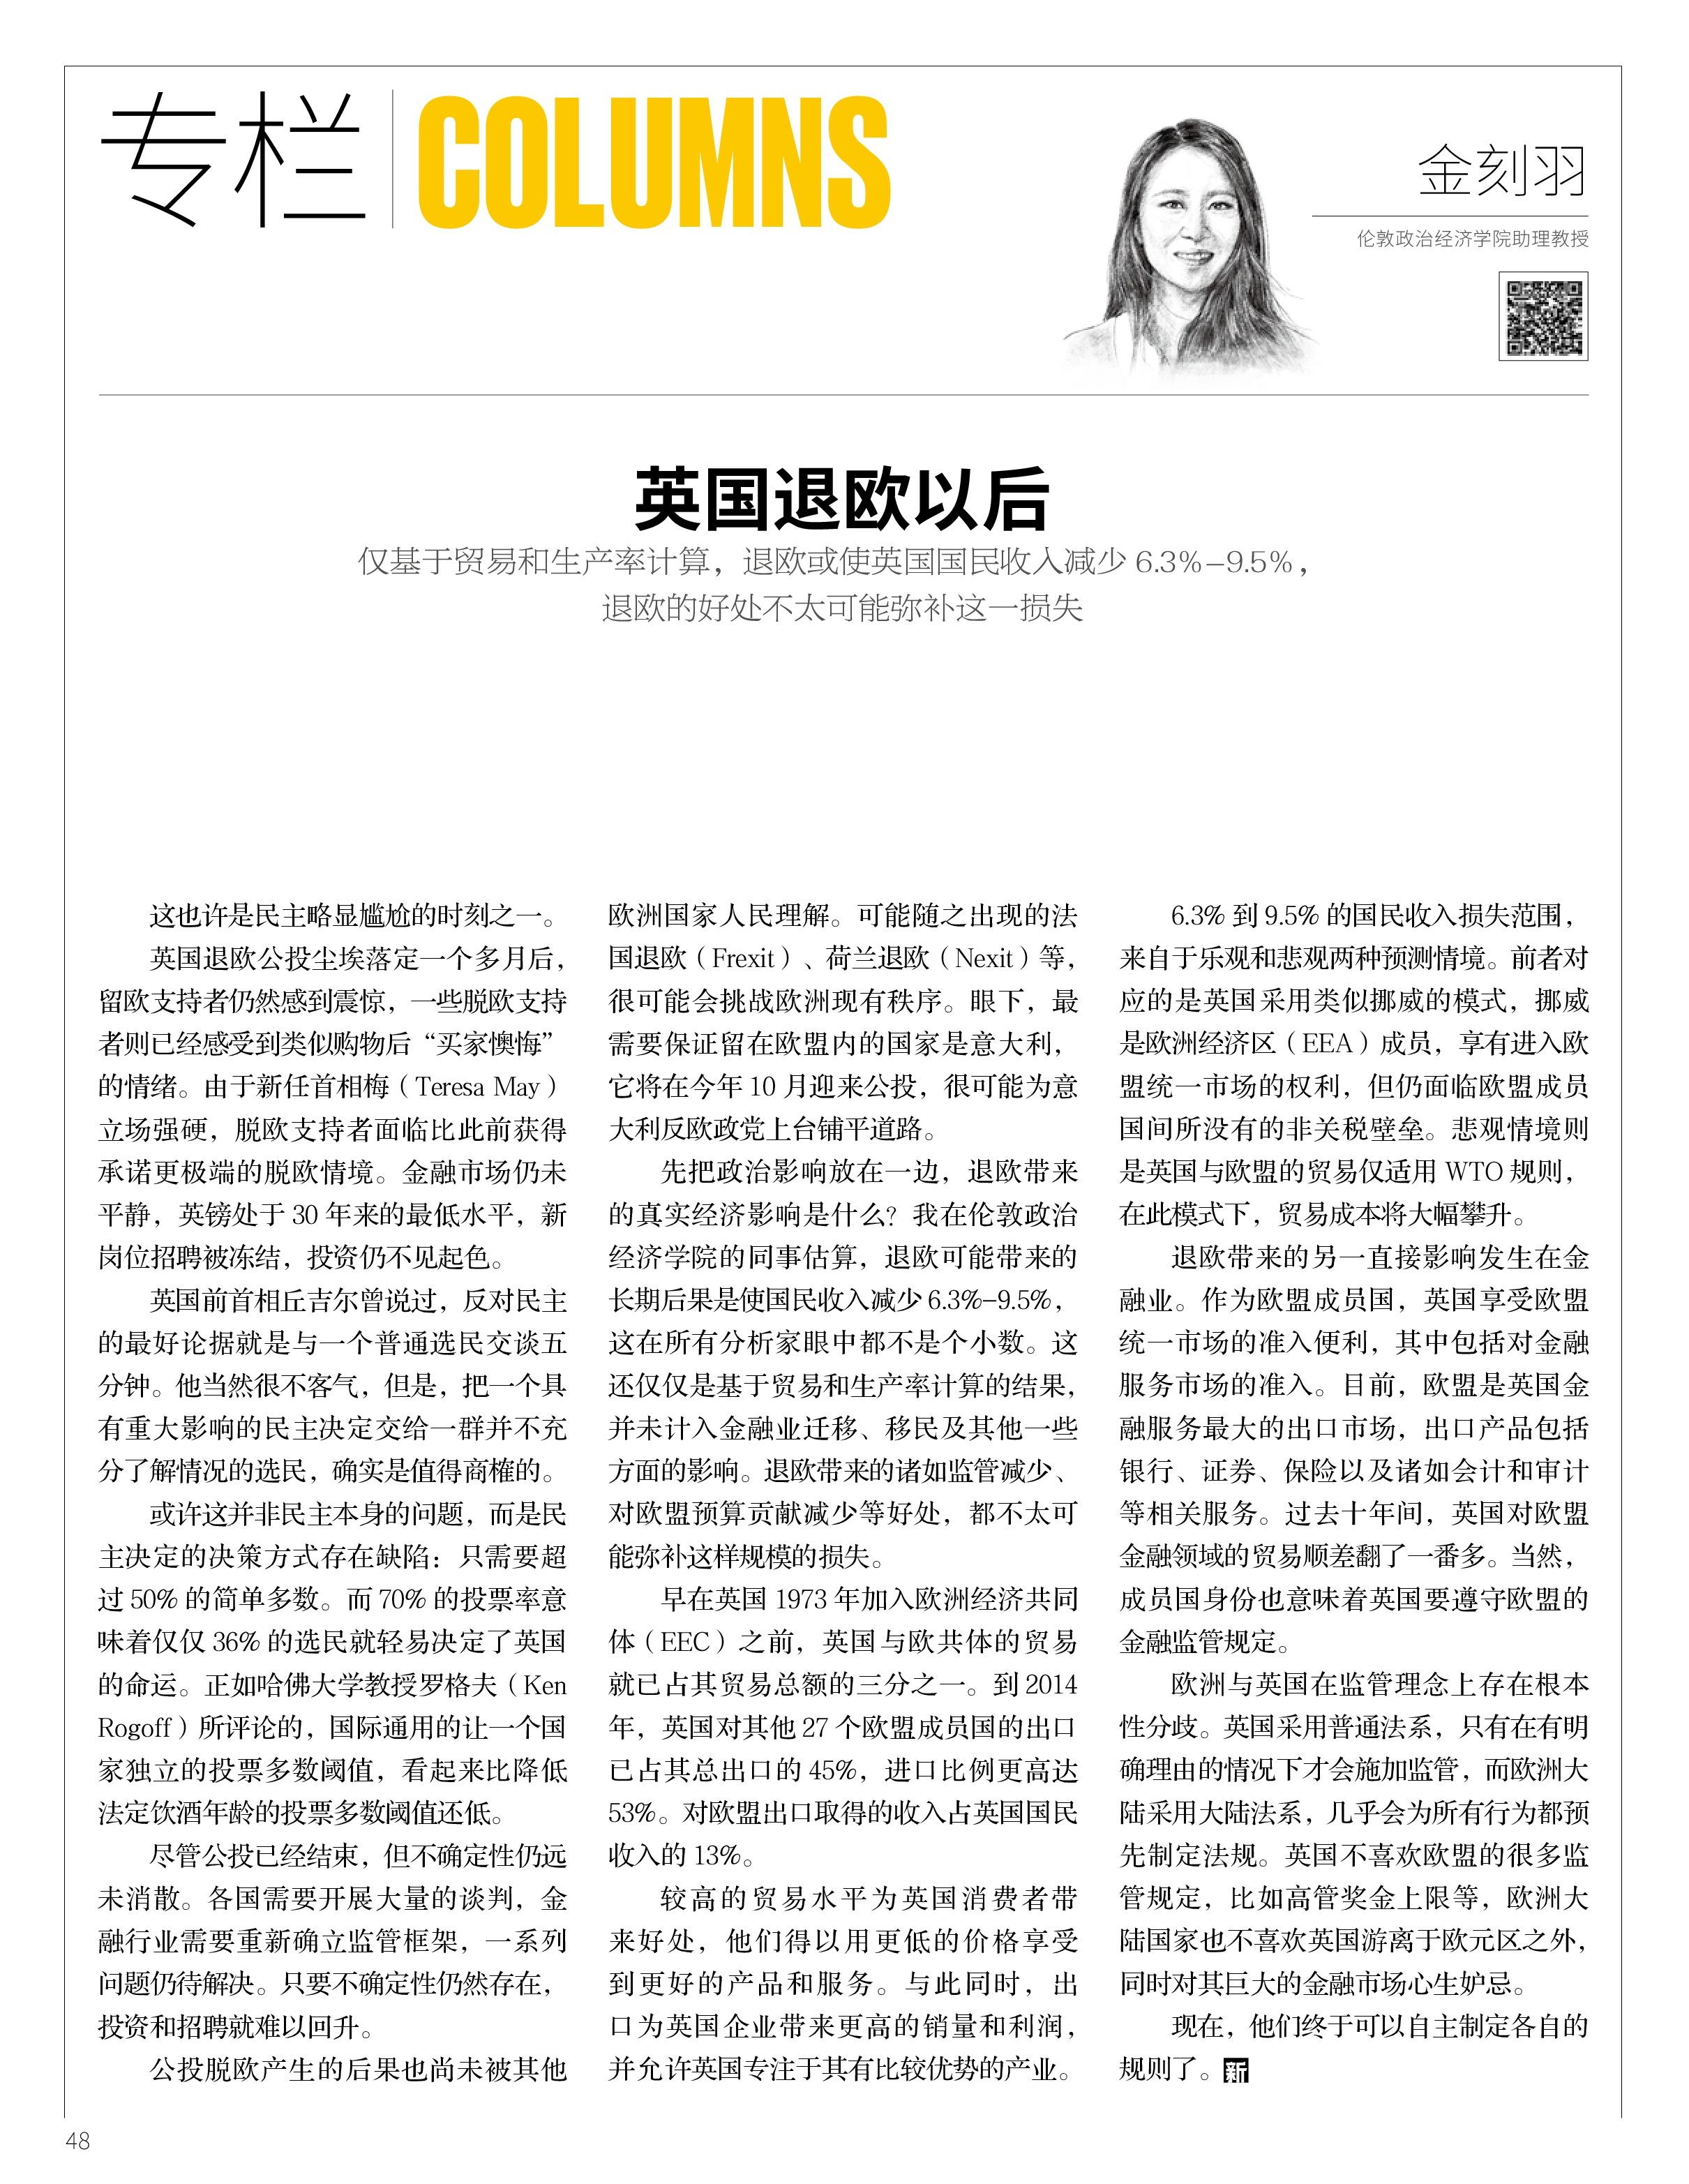 专栏
COLUMNS
金刻羽
伦敦政治经济学院助理教授
英国退欧以后
仅基于贸易和生产率计算，退欧或使英国国民收入减少 6.3%–9.5%，
退欧的好处不太可能弥补这一损失
这也许是民主略显尴尬的时刻之一。
英国退欧公投尘埃落定一个多月后，
留欧支持者仍然感到震惊，一些脱欧支持
者则已经感受到类似购物后“买家懊悔”
的情绪。由于新任首相梅（Teresa May）
立场强硬，脱欧支持者面临比此前获得
承诺更极端的脱欧情境。金融市场仍未
平静，英镑处于 30 年来的最低水平，新
岗位招聘被冻结，投资仍不见起色。
英国前首相丘吉尔曾说过，反对民主
的最好论据就是与一个普通选民交谈五
分钟。他当然很不客气，但是，把一个具
有重大影响的民主决定交给一群并不充
分了解情况的选民，确实是值得商榷的。
或许这并非民主本身的问题，而是民
主决定的决策方式存在缺陷：只需要超
过 50% 的简单多数。而 70% 的投票率意
味着仅仅 36% 的选民就轻易决定了英国
的命运。正如哈佛大学教授罗格夫（Ken
Rogoff）所评论的，国际通用的让一个国
家独立的投票多数阈值，看起来比降低
法定饮酒年龄的投票多数阈值还低。
尽管公投已经结束，但不确定性仍远
未消散。各国需要开展大量的谈判，金
融行业需要重新确立监管框架，一系列
问题仍待解决。只要不确定性仍然存在，
投资和招聘就难以回升。
公投脱欧产生的后果也尚未被其他
欧洲国家人民理解。可能随之出现的法
国退欧（Frexit）、荷兰退欧（Nexit）等，
很可能会挑战欧洲现有秩序。眼下，最
需要保证留在欧盟内的国家是意大利，
它将在今年 10 月迎来公投，很可能为意
大利反欧政党上台铺平道路。
先把政治影响放在一边，退欧带来
的真实经济影响是什么？我在伦敦政治
经济学院的同事估算，退欧可能带来的
长期后果是使国民收入减少 6.3%–9.5%，
这在所有分析家眼中都不是个小数。这
还仅仅是基于贸易和生产率计算的结果，
并未计入金融业迁移、移民及其他一些
方面的影响。退欧带来的诸如监管减少、
对欧盟预算贡献减少等好处，都不太可
能弥补这样规模的损失。
早在英国 1973 年加入欧洲经济共同
体（EEC）之前，英国与欧共体的贸易
就已占其贸易总额的三分之一。到 2014
年，英国对其他 27 个欧盟成员国的出口
已占其总出口的 45%，进口比例更高达
53%。对欧盟出口取得的收入占英国国民
收入的 13%。
较高的贸易水平为英国消费者带
来好处，他们得以用更低的价格享受
到更好的产品和服务。与此同时，出
口为英国企业带来更高的销量和利润，
并允许英国专注于其有比较优势的产业。
6.3% 到 9.5% 的国民收入损失范围，
来自于乐观和悲观两种预测情境。前者对
应的是英国采用类似挪威的模式，挪威
是欧洲经济区（EEA）成员，享有进入欧
盟统一市场的权利，但仍面临欧盟成员
国间所没有的非关税壁垒。悲观情境则
是英国与欧盟的贸易仅适用 WTO 规则，
在此模式下，贸易成本将大幅攀升。
退欧带来的另一直接影响发生在金
融业。作为欧盟成员国，英国享受欧盟
统一市场的准入便利，其中包括对金融
服务市场的准入。目前，欧盟是英国金
融服务最大的出口市场，出口产品包括
银行、证券、保险以及诸如会计和审计
等相关服务。过去十年间，英国对欧盟
金融领域的贸易顺差翻了一番多。当然，
成员国身份也意味着英国要遵守欧盟的
金融监管规定。
欧洲与英国在监管理念上存在根本
性分歧。英国采用普通法系，只有在有明
确理由的情况下才会施加监管，而欧洲大
陆采用大陆法系，几乎会为所有行为都预
先制定法规。英国不喜欢欧盟的很多监
管规定，比如高管奖金上限等，欧洲大
陆国家也不喜欢英国游离于欧元区之外，
同时对其巨大的金融市场心生妒忌。
现在，他们终于可以自主制定各自的
规则了。新
48